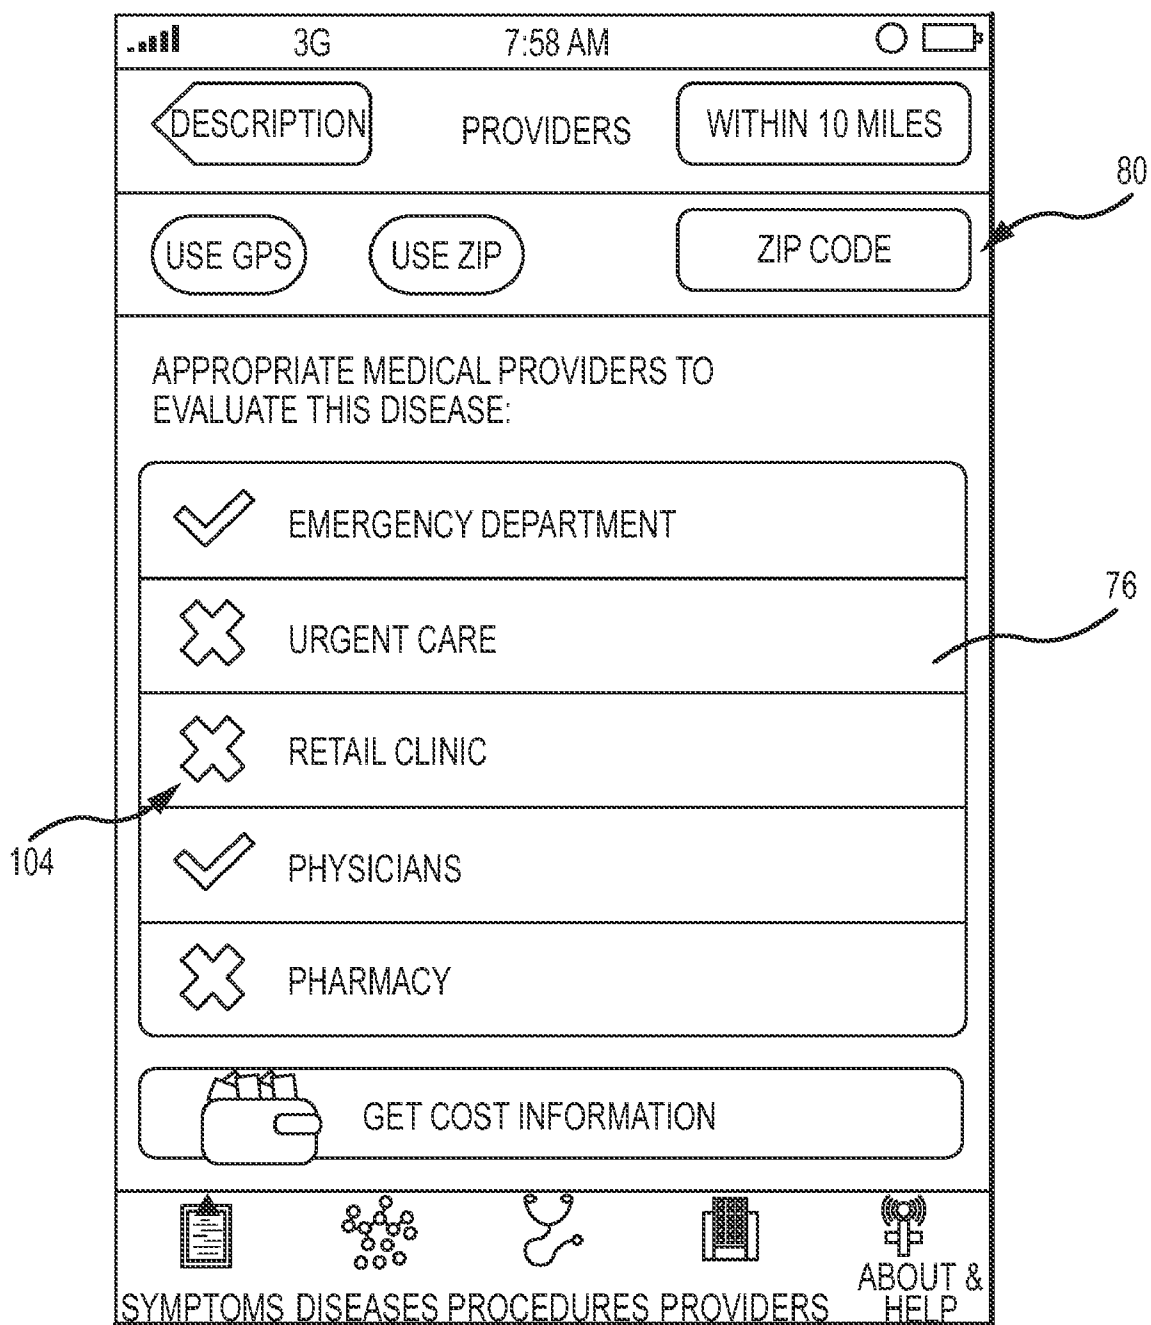 3G 7:58 AM
DESCRIPTION PROVIDERS WITHIN 10 MILES
80
USE GPS USE ZIP ZIP CODE
APPROPRIATE MEDICAL PROVIDERS TO
EVALUATE THIS DISEASE:
EMERGENCY DEPARTMENT
76
URGENT CARE
RETAIL CLINIC
104
PHYSICIANS
PHARMACY
GET COST INFORMATION
SYMPTOMS DISEASES PROCEDURES PROVIDERS
ABOUT &
HELP